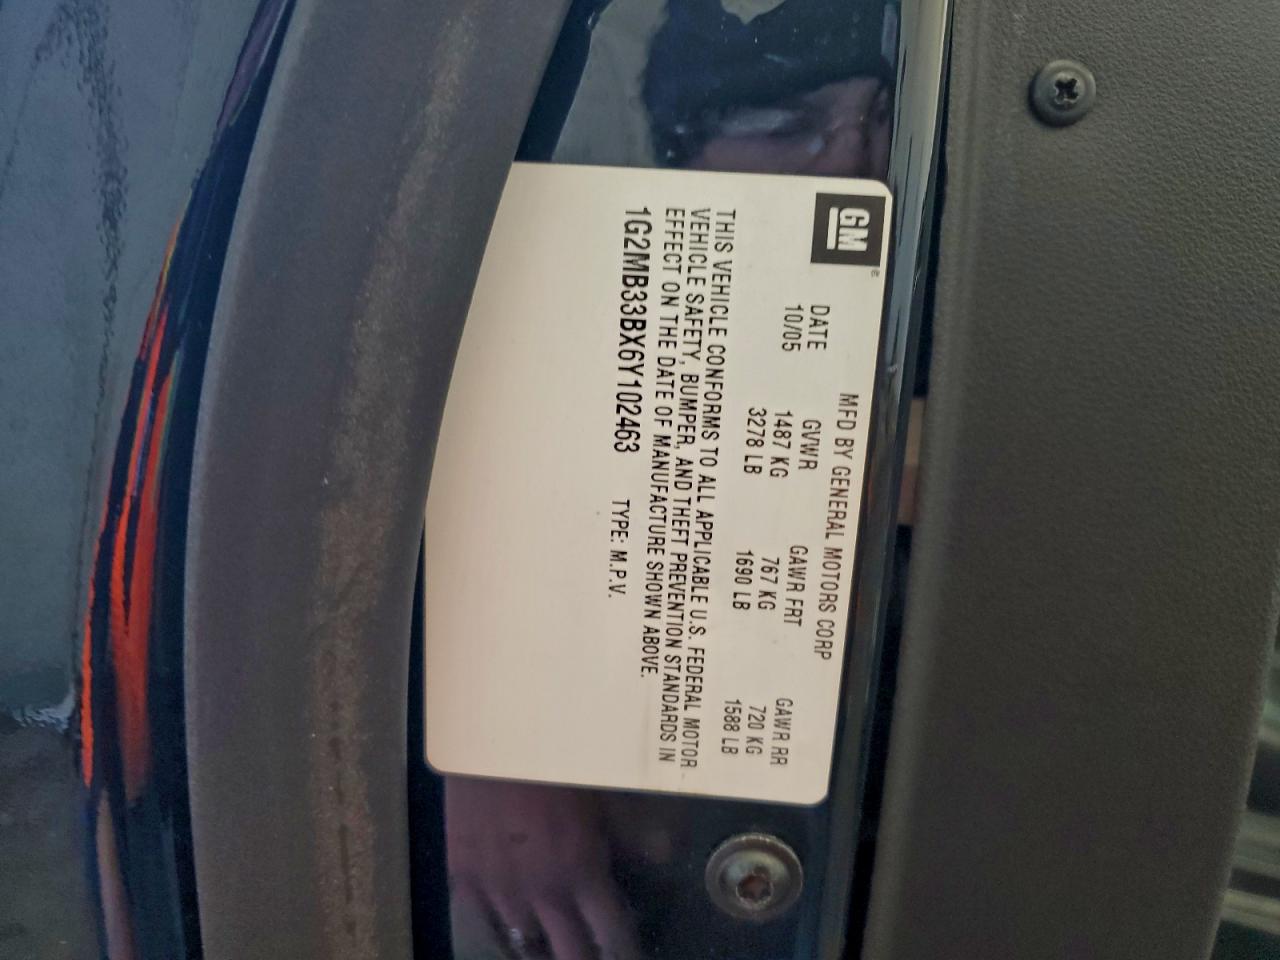 GM
MFD BY GENERAL MOTORS CORP
DATE GVWR GAWR FRT GAWR RR
10/05 1487 KG 767 KG 720 KG
3278 LB 1690 LB 1588 LB
THIS VEHICLE CONFORMS TO ALL APPLICABLE U.S. FEDERAL MOTOR
VEHICLE SAFETY, BUMPER, AND THEFT PREVENTION STANDARDS IN
EFFECT ON THE DATE OF MANUFACTURE SHOWN ABOVE.
1G2MB33BX6Y102463 TYPE: M.P.V.